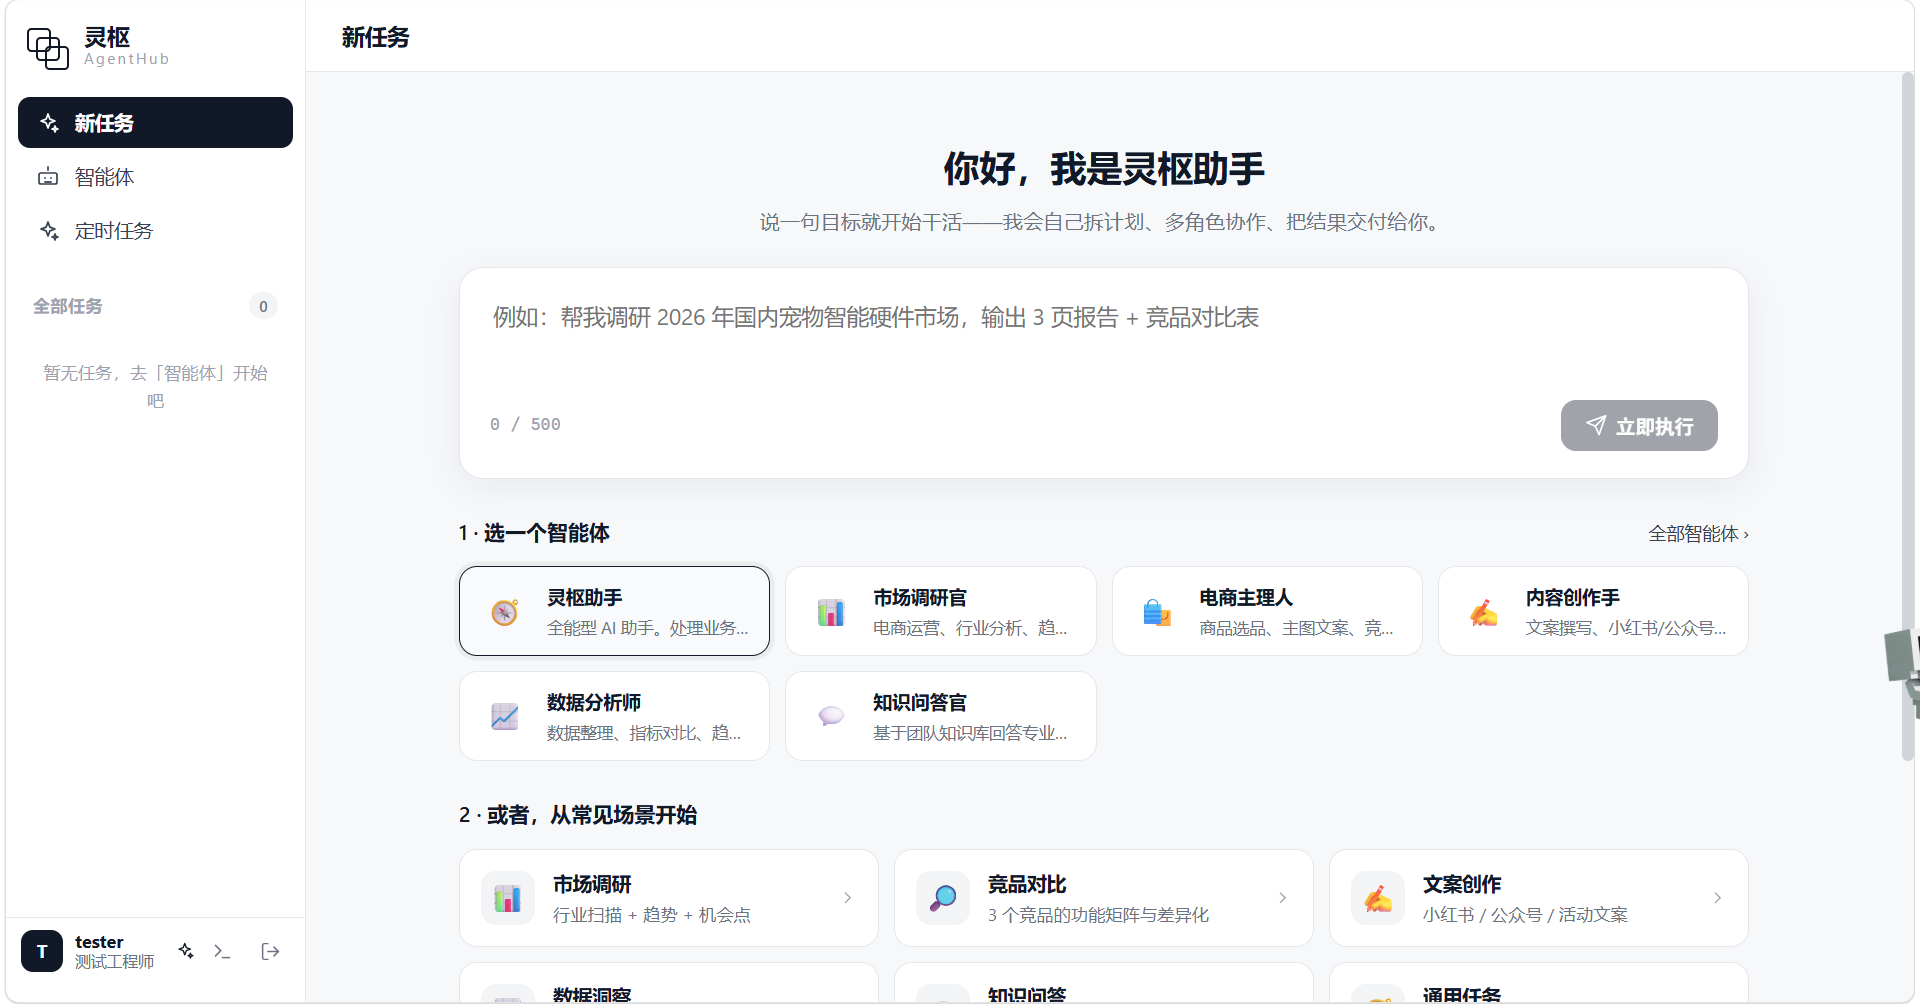 灵枢
AgentHub
新任务
智能体
定时任务
全部任务
0
暂无任务，去「智能体」开始
吧
T
tester
测试工程师
新任务
你好，我是灵枢助手
说一句目标就开始干活——我会自己拆计划、多角色协作、把结果交付给你。
例如：帮我调研 2026 年国内宠物智能硬件市场，输出 3 页报告 + 竞品对比表
0 / 500
立即执行
1 · 选一个智能体
全部智能体 ›
灵枢助手
全能型 AI 助手。处理业务...
市场调研官
电商运营、行业分析、趋...
电商主理人
商品选品、主图文案、竞...
内容创作手
文案撰写、小红书/公众号...
数据分析师
数据整理、指标对比、趋...
知识问答官
基于团队知识库回答专业...
2 · 或者，从常见场景开始
市场调研
行业扫描 + 趋势 + 机会点
竞品对比
3 个竞品的功能矩阵与差异化
文案创作
小红书 / 公众号 / 活动文案
数据洞察
知识问答
通用任务